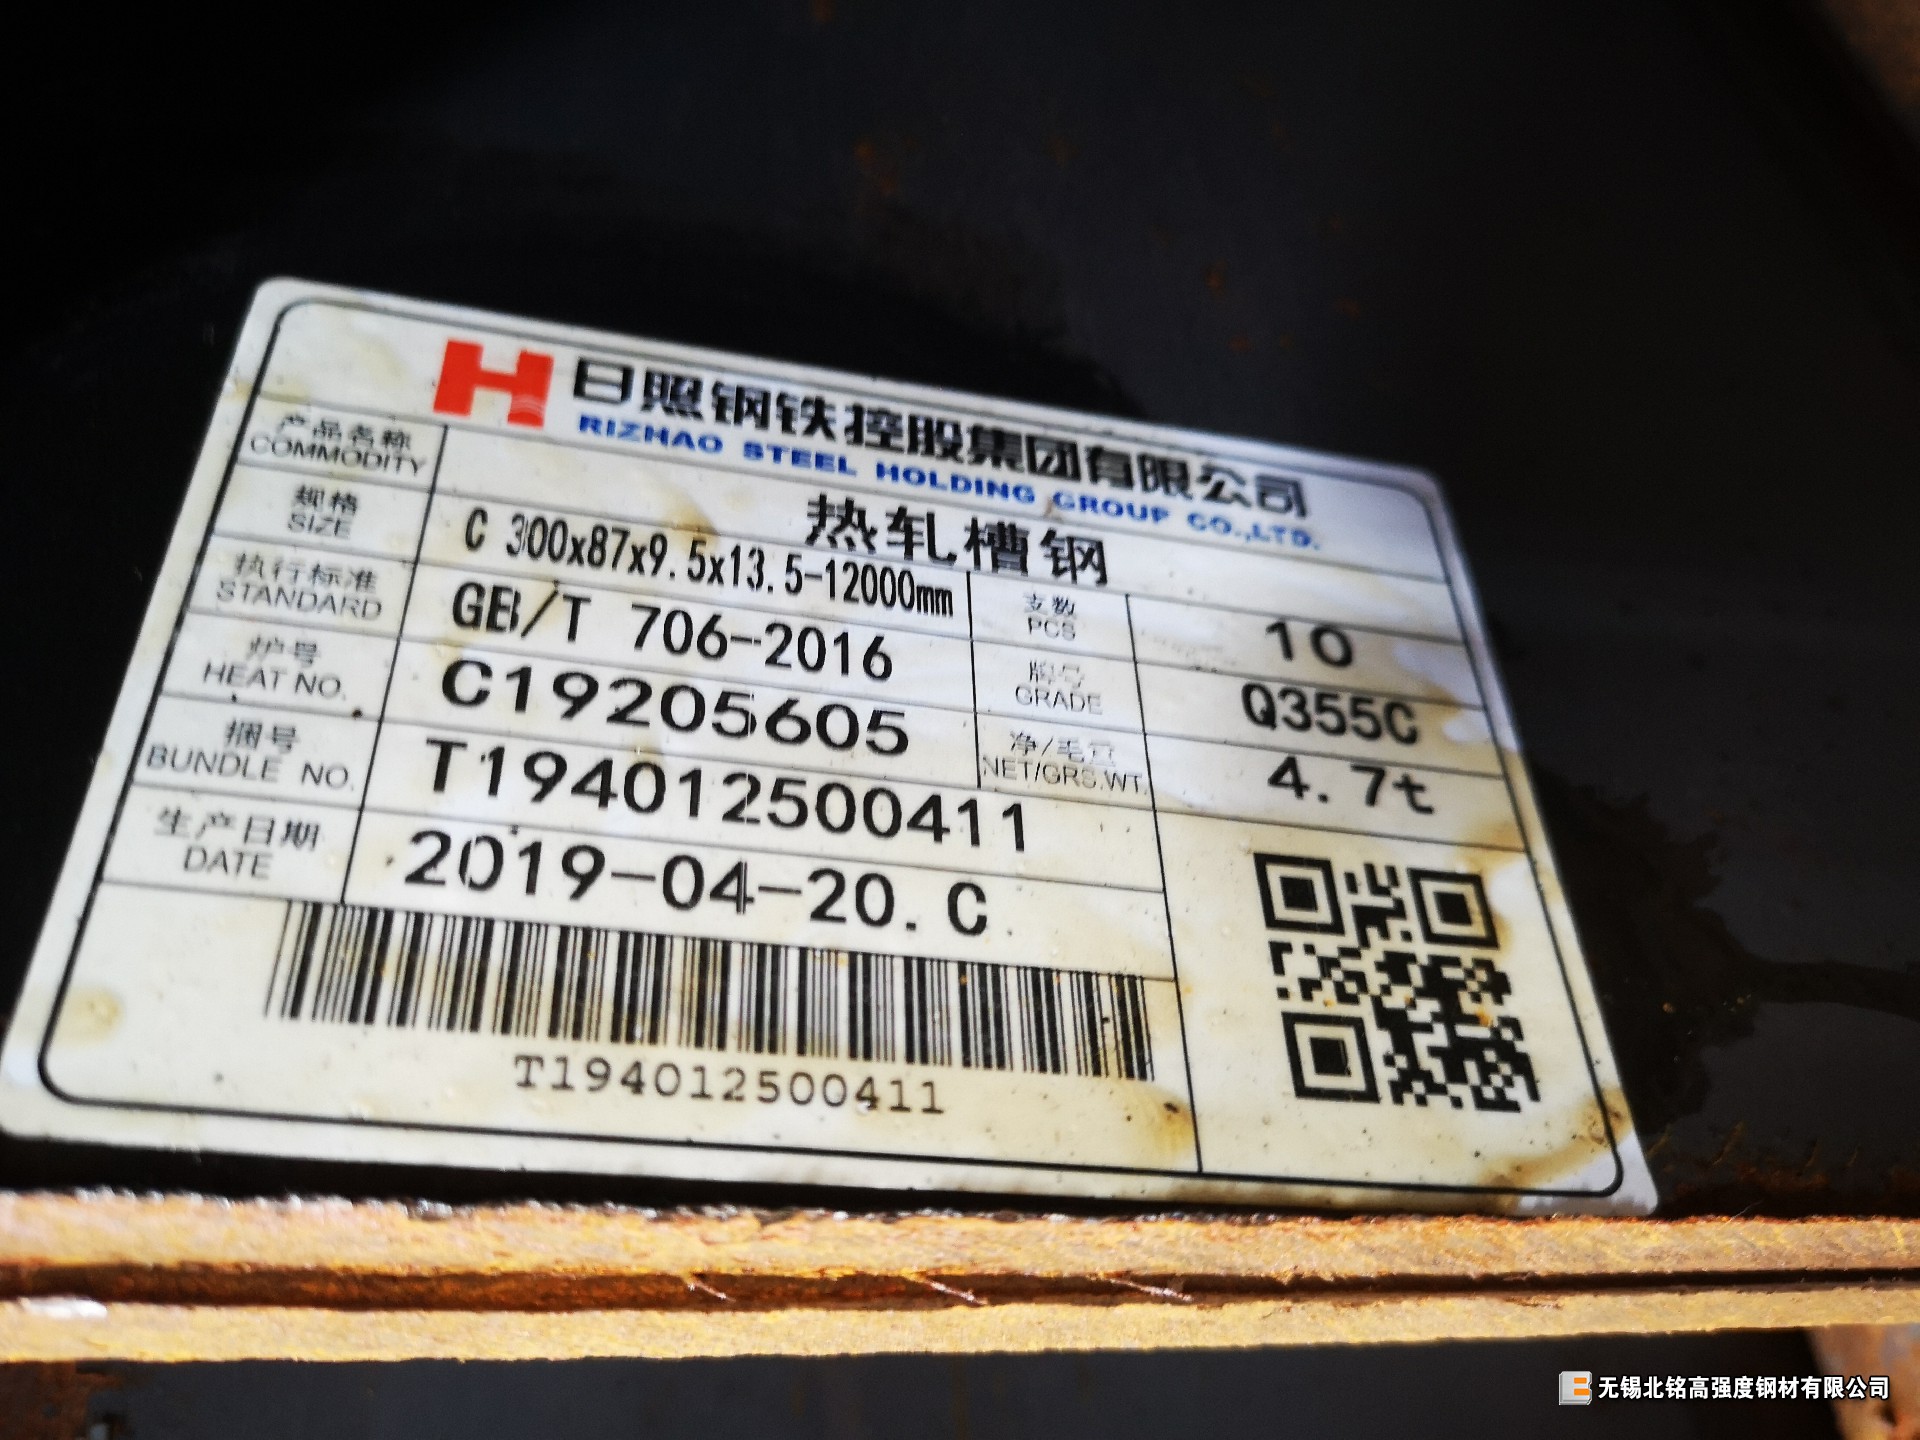 日照钢铁控股集团有限公司
RIZHAO STEEL HOLDING GROUP CO.,LTD.
产品名称
COMMODITY
热轧槽钢
规格
SIZE
C 300x87x9.5x13.5-12000mm
支数
PCS
10
执行标准
STANDARD
GB/T 706-2016
牌号
GRADE
Q355C
炉号
HEAT NO.
C19205605
净/毛重
NET/GRS.WT.
4.7t
捆号
BUNDLE NO.
T194012500411
生产日期
DATE
2019-04-20.C
T194012500411
无锡北铭高强度钢材有限公司